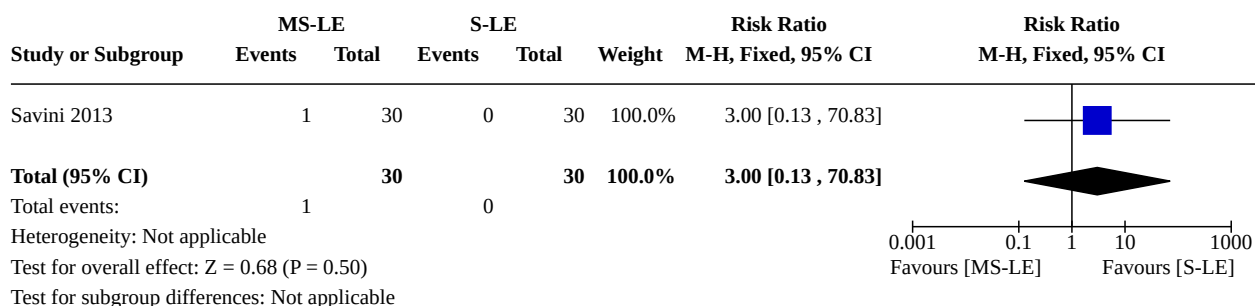 MS-LE S-LE Risk Ratio Risk Ratio
Study or Subgroup Events Total Events Total Weight M-H, Fixed, 95% CI M-H, Fixed, 95% CI
Savini 2013 1 30 0 30 100.0% 3.00 [0.13 , 70.83]
Total (95% CI) 30 30 100.0% 3.00 [0.13 , 70.83]
Total events: 1 0
Heterogeneity: Not applicable
0.001 0.1 1 10 1000
Test for overall effect: Z = 0.68 (P = 0.50) Favours [MS-LE] Favours [S-LE]
Test for subgroup differences: Not applicable